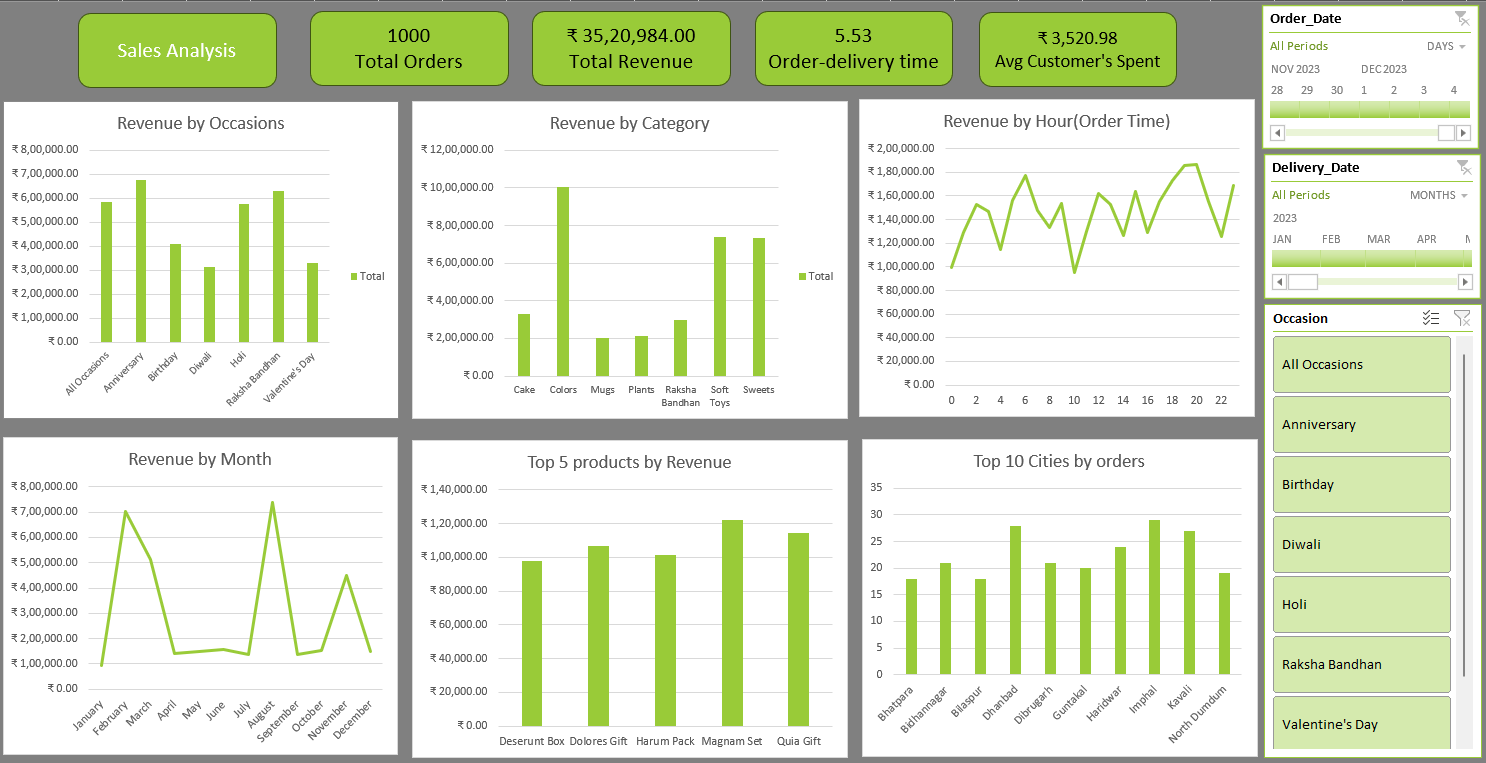 Sales Analysis
1000
Total Orders
₹ 35,20,984.00
Total Revenue
5.53
Order-delivery time
₹ 3,520.98
Avg Customer's Spent
Revenue by Occasions
₹ 8,00,000.00
₹ 7,00,000.00
₹ 6,00,000.00
₹ 5,00,000.00
₹ 4,00,000.00
₹ 3,00,000.00
₹ 2,00,000.00
₹ 1,00,000.00
₹ 0.00
All Occasions
Anniversary
Birthday
Diwali
Holi
Raksha Bandhan
Valentine's Day
Total
Revenue by Category
₹ 12,00,000.00
₹ 10,00,000.00
₹ 8,00,000.00
₹ 6,00,000.00
₹ 4,00,000.00
₹ 2,00,000.00
₹ 0.00
Cake
Colors
Mugs
Plants
Raksha
Bandhan
Soft
Toys
Sweets
Total
Revenue by Hour(Order Time)
₹ 2,00,000.00
₹ 1,80,000.00
₹ 1,60,000.00
₹ 1,40,000.00
₹ 1,20,000.00
₹ 1,00,000.00
₹ 80,000.00
₹ 60,000.00
₹ 40,000.00
₹ 20,000.00
₹ 0.00
0 2 4 6 8 10 12 14 16 18 20 22
Revenue by Month
₹ 8,00,000.00
₹ 7,00,000.00
₹ 6,00,000.00
₹ 5,00,000.00
₹ 4,00,000.00
₹ 3,00,000.00
₹ 2,00,000.00
₹ 1,00,000.00
₹ 0.00
January
February
March
April
May
June
July
August
September
October
November
December
Top 5 products by Revenue
₹ 1,40,000.00
₹ 1,20,000.00
₹ 1,00,000.00
₹ 80,000.00
₹ 60,000.00
₹ 40,000.00
₹ 20,000.00
₹ 0.00
Deserunt Box Dolores Gift Harum Pack Magnam Set Quia Gift
Top 10 Cities by orders
35
30
25
20
15
10
5
0
Bhatpara
Bidhannagar
Bilaspur
Dhanbad
Dibrugarh
Guntakal
Haridwar
Imphal
Kavali
North Dumdum
Order_Date
All Periods DAYS
NOV 2023 DEC 2023
28 29 30 1 2 3 4
Delivery_Date
All Periods MONTHS
2023
JAN FEB MAR APR
Occasion
All Occasions
Anniversary
Birthday
Diwali
Holi
Raksha Bandhan
Valentine's Day